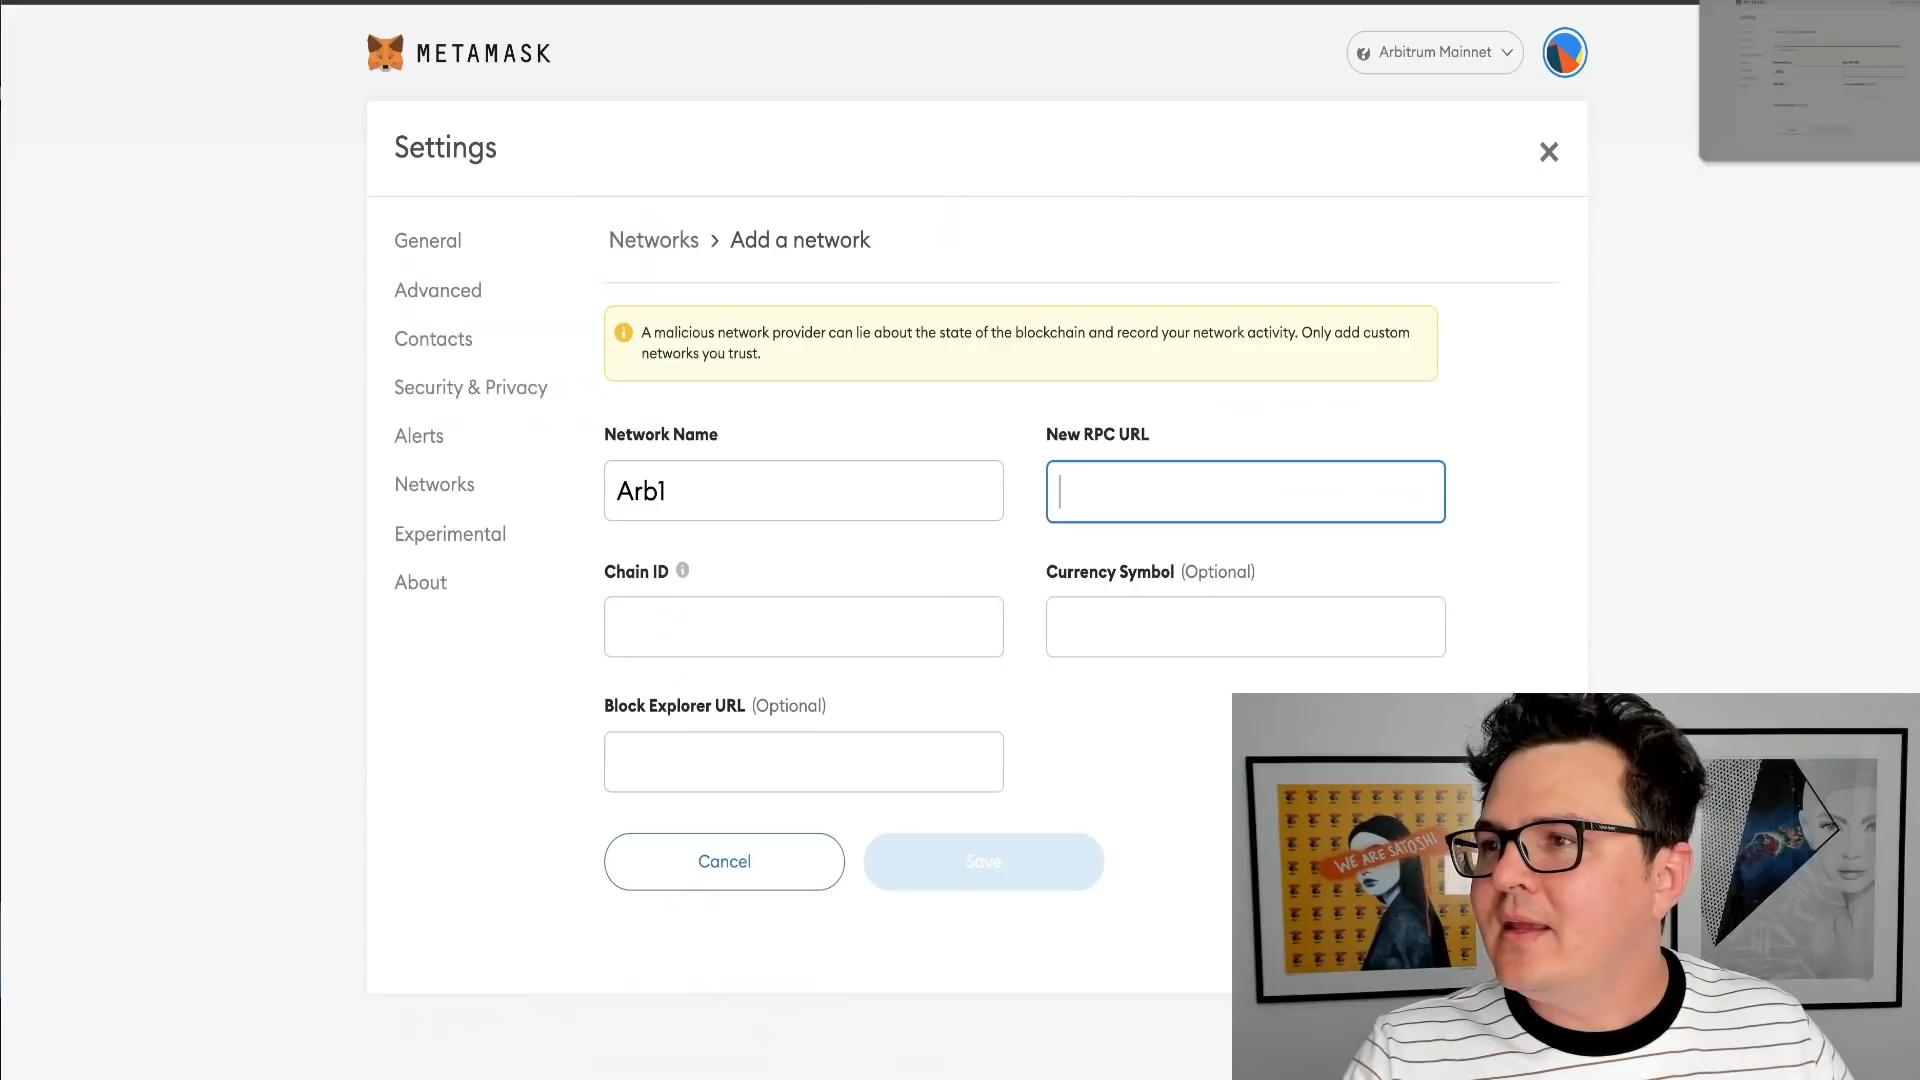 METAMASK
Arbitrum Mainnet
Settings
General
Advanced
Contacts
Security & Privacy
Alerts
Networks
Experimental
About
Networks > Add a network
A malicious network provider can lie about the state of the blockchain and record your network activity. Only add custom
networks you trust.
Network Name
New RPC URL
Arb1
Chain ID
Currency Symbol (Optional)
Block Explorer URL (Optional)
Cancel
Save
WE ARE SATOSHI